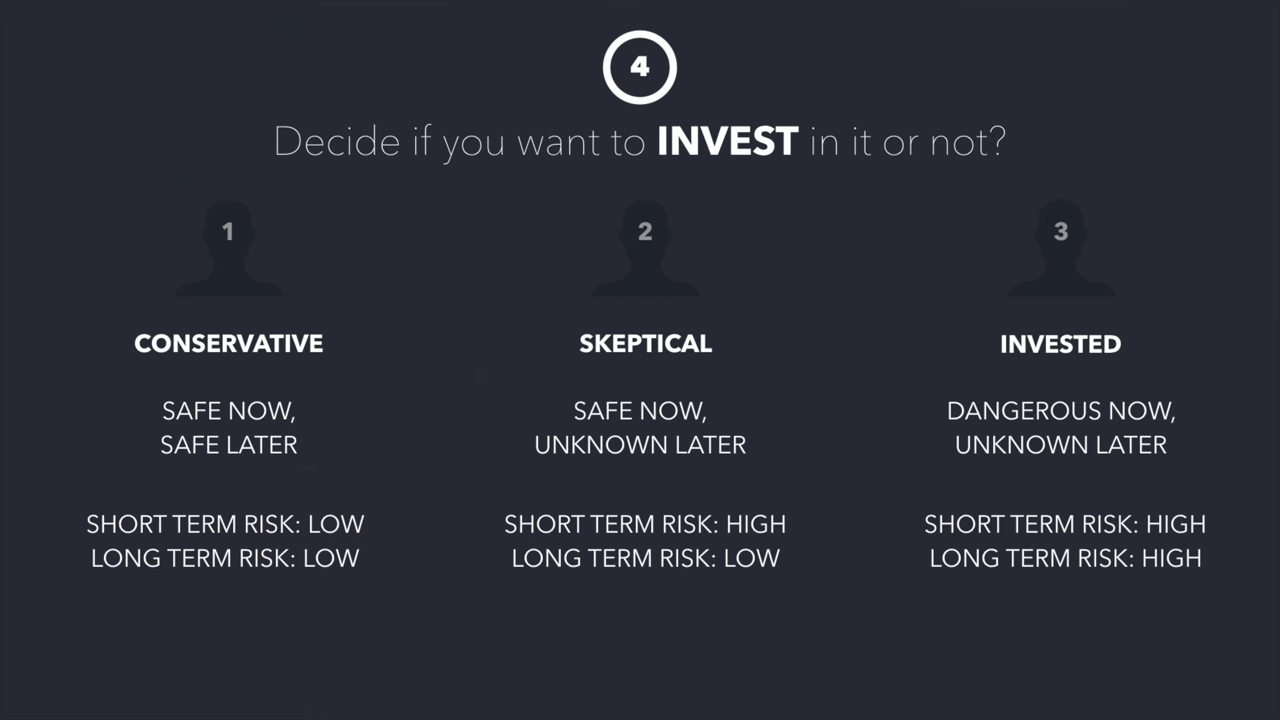 4
Decide if you want to INVEST in it or not?
1
2
3
CONSERVATIVE
SKEPTICAL
INVESTED
SAFE NOW,
SAFE LATER
SAFE NOW,
UNKNOWN LATER
DANGEROUS NOW,
UNKNOWN LATER
SHORT TERM RISK: LOW
LONG TERM RISK: LOW
SHORT TERM RISK: HIGH
LONG TERM RISK: LOW
SHORT TERM RISK: HIGH
LONG TERM RISK: HIGH